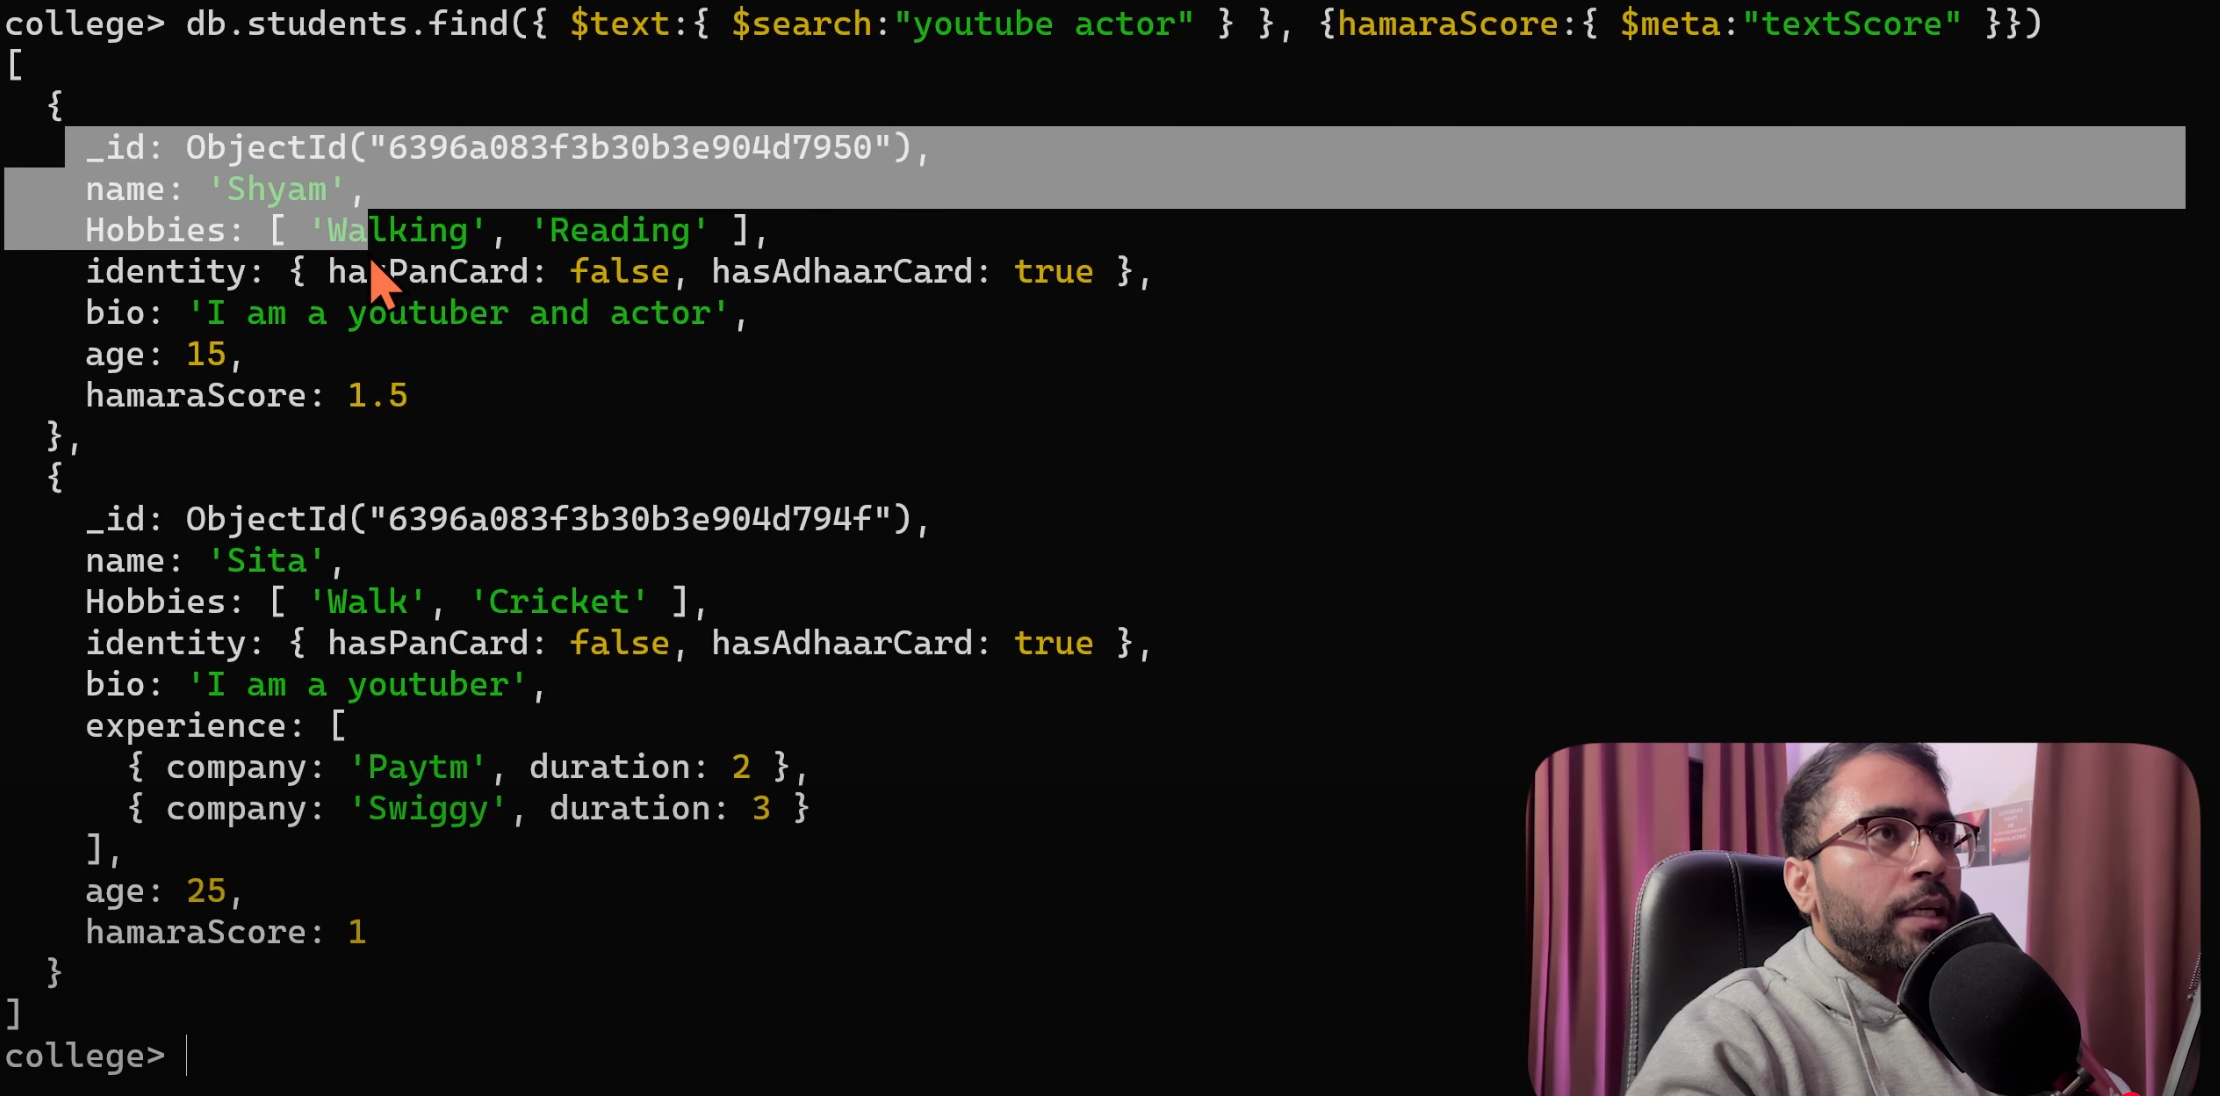 college> db.students.find({ $text:{ $search:"youtube actor" } }, {hamaraScore:{ $meta:"textScore" }})
[
  {
    _id: ObjectId("6396a083f3b30b3e904d7950"),
    name: 'Shyam',
    Hobbies: [ 'Walking', 'Reading' ],
    identity: { hasPanCard: false, hasAdhaarCard: true },
    bio: 'I am a youtuber and actor',
    age: 15,
    hamaraScore: 1.5
  },
  {
    _id: ObjectId("6396a083f3b30b3e904d794f"),
    name: 'Sita',
    Hobbies: [ 'Walk', 'Cricket' ],
    identity: { hasPanCard: false, hasAdhaarCard: true },
    bio: 'I am a youtuber',
    experience: [
      { company: 'Paytm', duration: 2 },
      { company: 'Swiggy', duration: 3 }
    ],
    age: 25,
    hamaraScore: 1
  }
]
college>